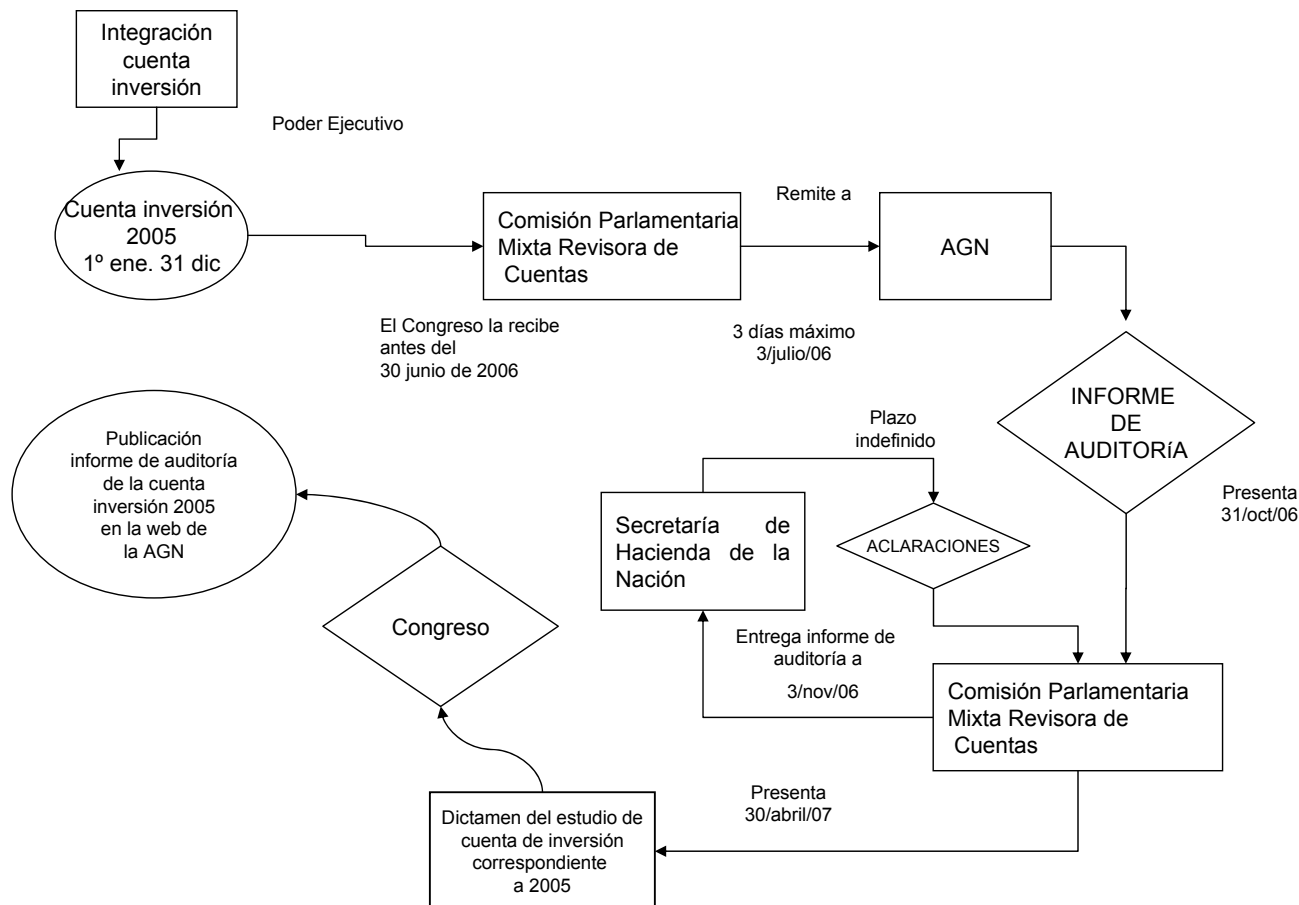 Integración
cuenta
inversión
Poder Ejecutivo
Cuenta inversión
2005
1º ene. 31 dic
Comisión Parlamentaria
Mixta Revisora de
Cuentas
Remite a
AGN
El Congreso la recibe
antes del
30 junio de 2006
3 días máximo
3/julio/06
INFORME
DE
AUDITORíA
Presenta
31/oct/06
Plazo
indefinido
Secretaría de
Hacienda de la
Nación
ACLARACIONES
Entrega informe de
auditoría a
3/nov/06
Comisión Parlamentaria
Mixta Revisora de
Cuentas
Presenta
30/abril/07
Dictamen del estudio de
cuenta de inversión
correspondiente
a 2005
Congreso
Publicación
informe de auditoría
de la cuenta
inversión 2005
en la web de
la AGN